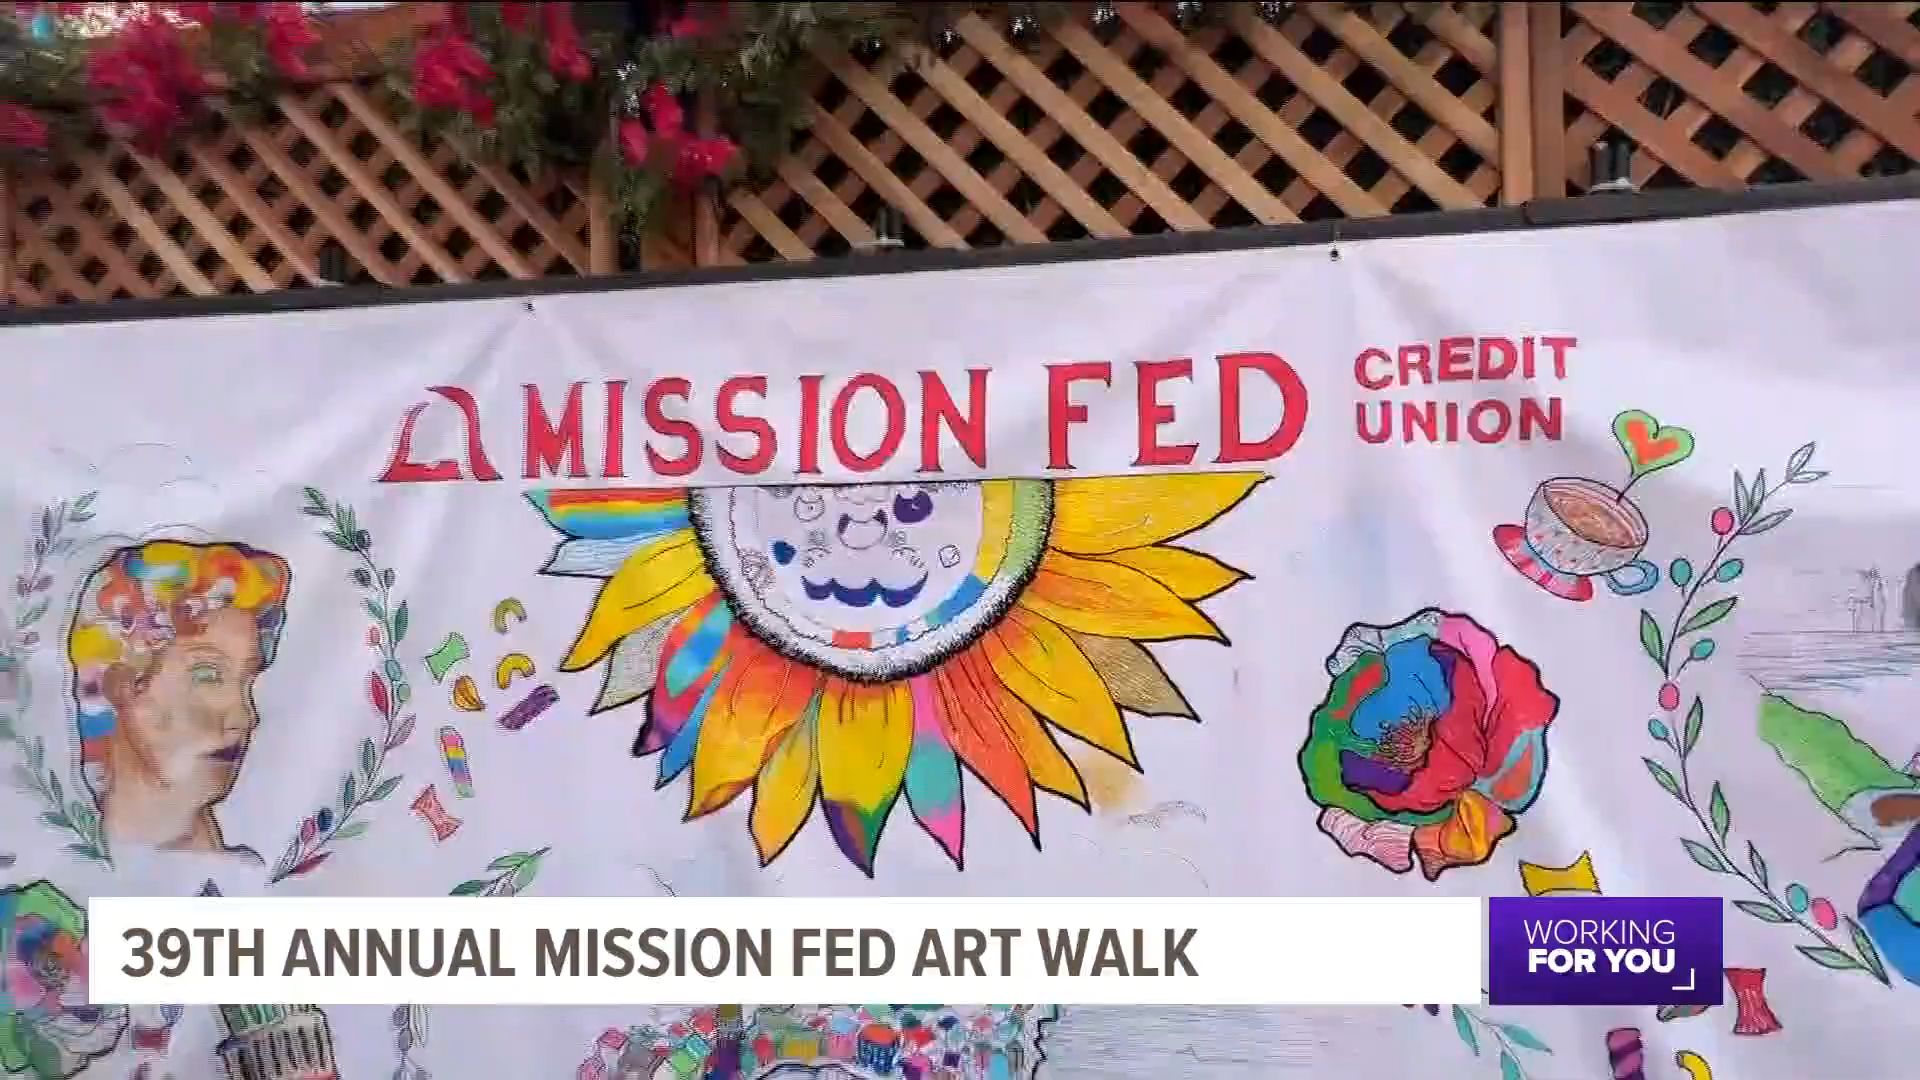 MISSION FED
CREDIT
UNION
39TH ANNUAL MISSION FED ART WALK
WORKING
FOR YOU